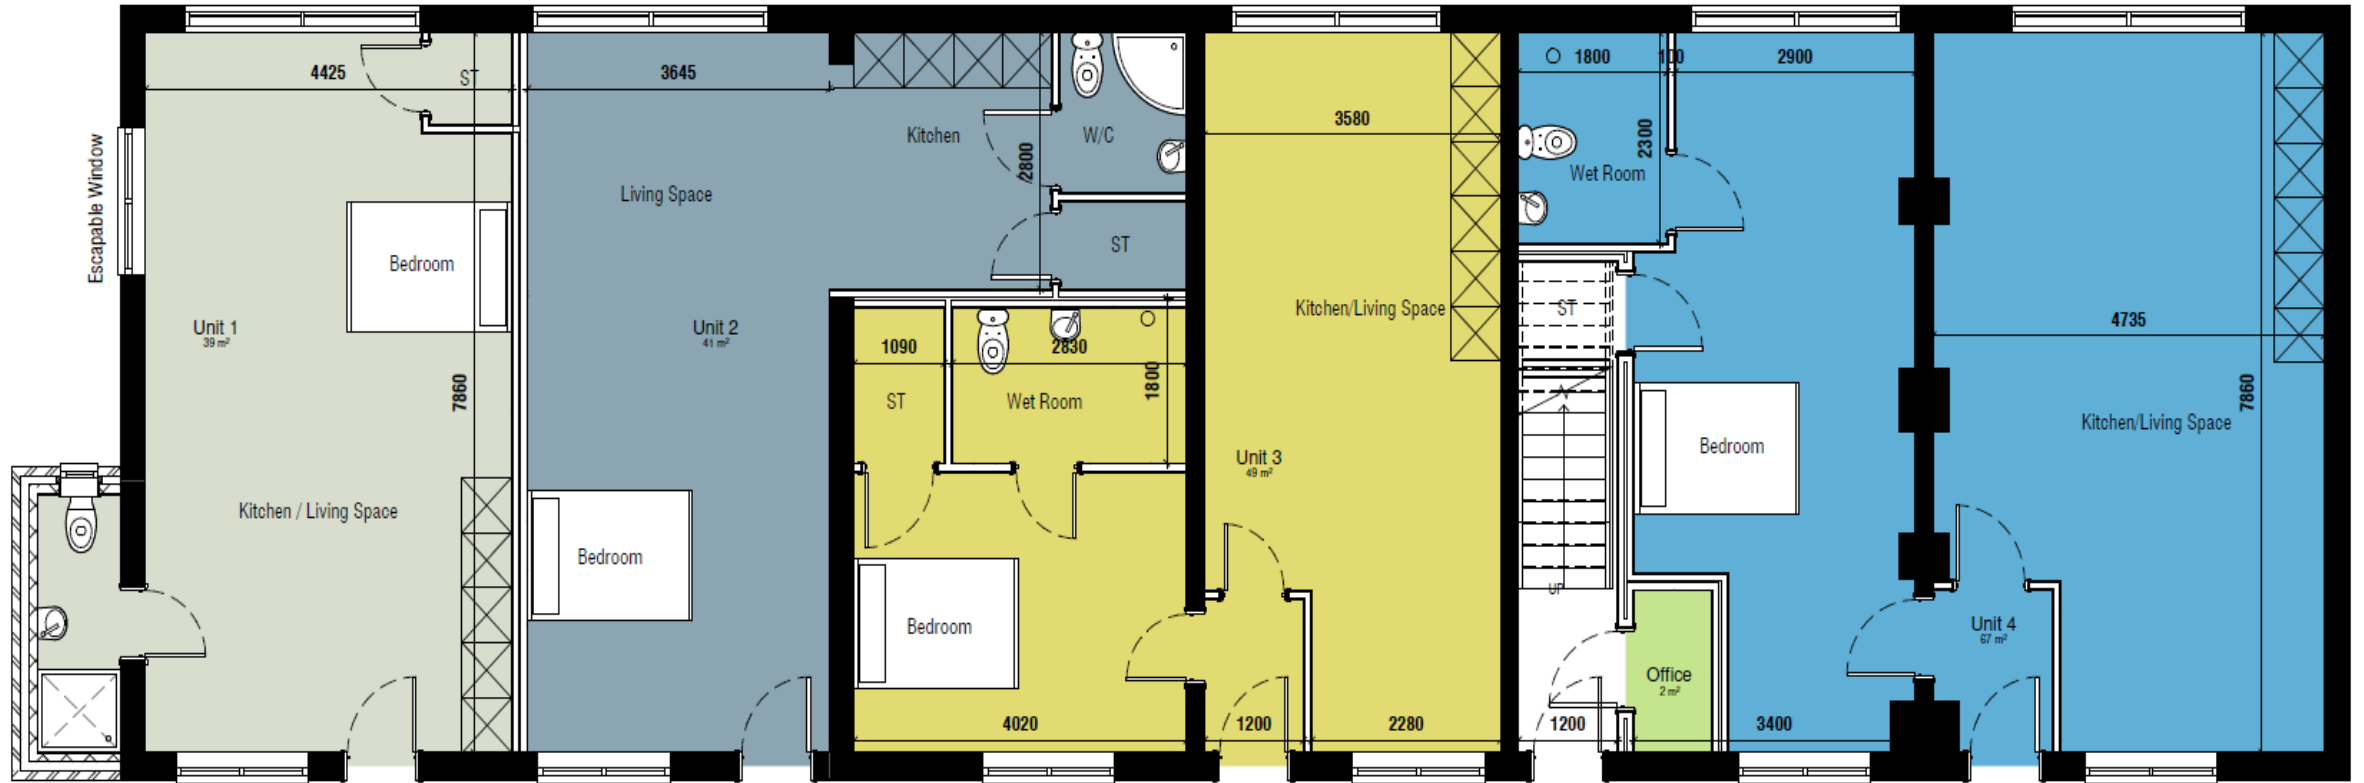 Escapable Window
4425
ST
Bedroom
Unit 1
39 m²
7860
Kitchen / Living Space
3645
Living Space
Kitchen
2800
W/C
ST
Unit 2
41 m²
Bedroom
1090
2830
1800
ST
Wet Room
Bedroom
4020
3580
Kitchen/Living Space
Unit 3
49 m²
1200
2280
1800
100
2900
2300
Wet Room
ST
UP
Bedroom
Office
2 m²
1200
3400
4735
7860
Kitchen/Living Space
Unit 4
67 m²